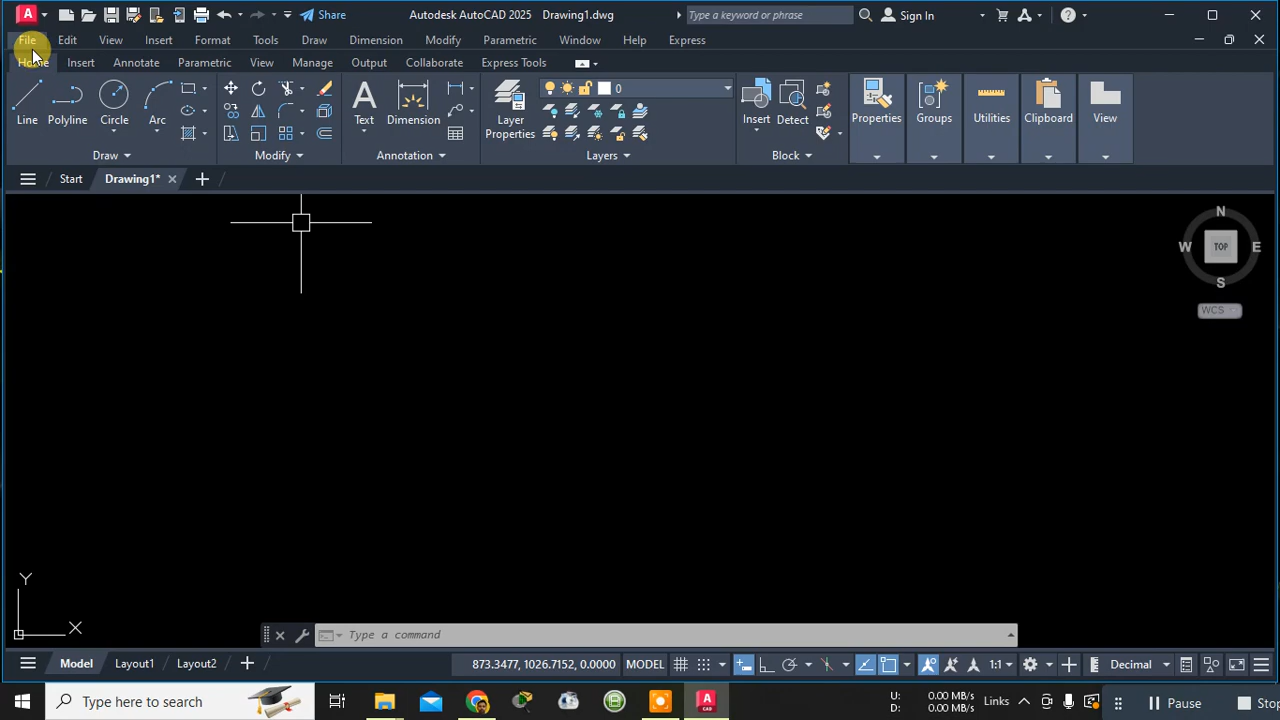 Share Autodesk AutoCAD 2025 Drawing1.dwg Type a keyword or phrase Sign In
File Edit View Insert Format Tools Draw Dimension Modify Parametric Window Help Express
Home Insert Annotate Parametric View Manage Output Collaborate Express Tools
0
Line Polyline Circle Arc Text Dimension Layer Properties Insert Detect Properties Groups Utilities Clipboard View
Draw Modify Annotation Layers Block
Start Drawing1*
N
W TOP E
S
WCS
Y
X
Type a command
Model Layout1 Layout2 873.3477, 1026.7152, 0.0000 MODEL 1:1 Decimal
Type here to search U: 0.00 MB/s D: 0.00 MB/s Links Pause Stop